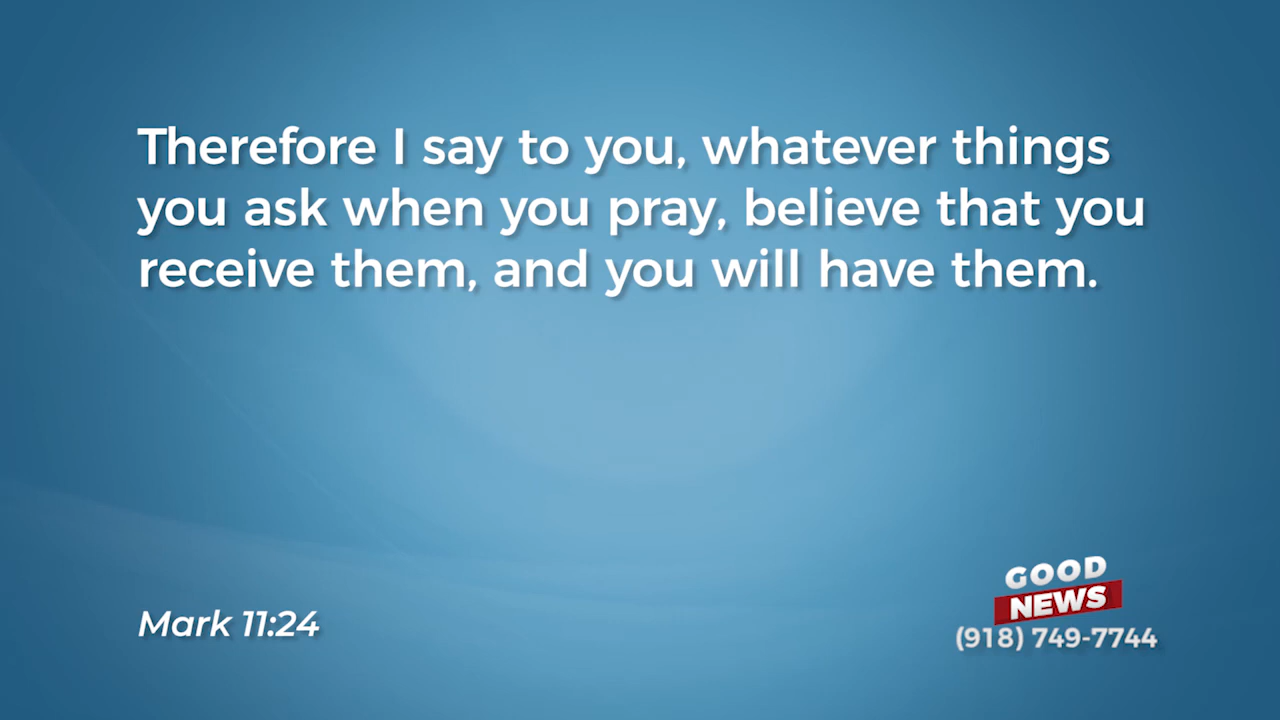 Therefore I say to you, whatever things
you ask when you pray, believe that you
receive them, and you will have them.
Mark 11:24
GOOD
NEWS
(918) 749-7744